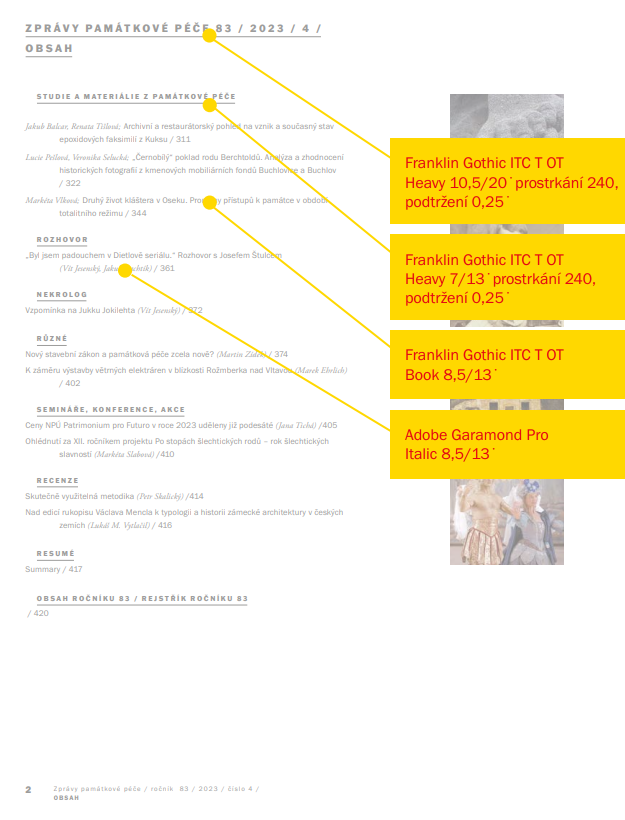 ZPRÁVY PAMÁTKOVÉ PÉČE 83 / 2023 / 4 /
OBSAH
STUDIE A MATERIÁLIE Z PAMÁTKOVÉ PÉČE
Jakub Balcar, Renata Tišlová; Archivní a restaurátorský pohled na vznik a současný stav
epoxidových faksimilií z Kuksu / 311
Lucie Pešlová, Veronika Selucká; „Černobílý“ poklad rodu Berchtoldů. Analýza a zhodnocení
historických fotografií z kmenových mobiliárních fondů Buchlovice a Buchlov
/ 322
Markéta Vlková; Druhý život kláštera v Oseku. Proměny přístupů k památce v období
totalitního režimu / 344
ROZHOVOR
„Byl jsem padouchem v Dietlově seriálu.“ Rozhovor s Josefem Štulcem
(Vít Jesenský, / 361
NEKROLOG
Vzpomínka na Jukku Jokilehta (Vít Jesenský) / 372
RŮZNÉ
Nový stavební zákon a památková péče zcela nově? (Martin Zídek) / 374
K záměru výstavby větrných elektráren v blízkosti Rožmberka nad Vltavou (Marek Ehrlich)
/ 402
SEMINÁŘE, KONFERENCE, AKCE
Ceny NPÚ Patrimonium pro Futuro v roce 2023 uděleny již podesáté (Jana Tichá) /405
Ohlédnutí za XII. ročníkem projektu Po stopách šlechtických rodů – rok šlechtických
slavností (Markéta Slabová) /410
RECENZE
Skutečně využitelná metodika (Petr Skalický) /414
Nad edicí rukopisu Václava Mencla k typologii a historii zámecké architektury v českých
zemích (Lukáš M. Vytlačil) / 416
RESUMÉ
Summary / 417
OBSAH ROČNÍKU 83 / REJSTŘÍK ROČNÍKU 83
/ 420
Franklin Gothic ITC T OT
Heavy 10,5/20˙prostrkání 240,
podtržení 0,25˙
Franklin Gothic ITC T OT
Heavy 7/13˙prostrkání 240,
podtržení 0,25˙
Franklin Gothic ITC T OT
Book 8,5/13˙
Adobe Garamond Pro
Italic 8,5/13˙
2 Zprávy památkové péče / ročník 83 / 2023 / číslo 4 /
OBSAH